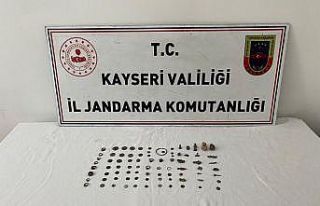 T.C.
KAYSERİ VALİLİĞİ
İL JANDARMA KOMUTANLIĞI